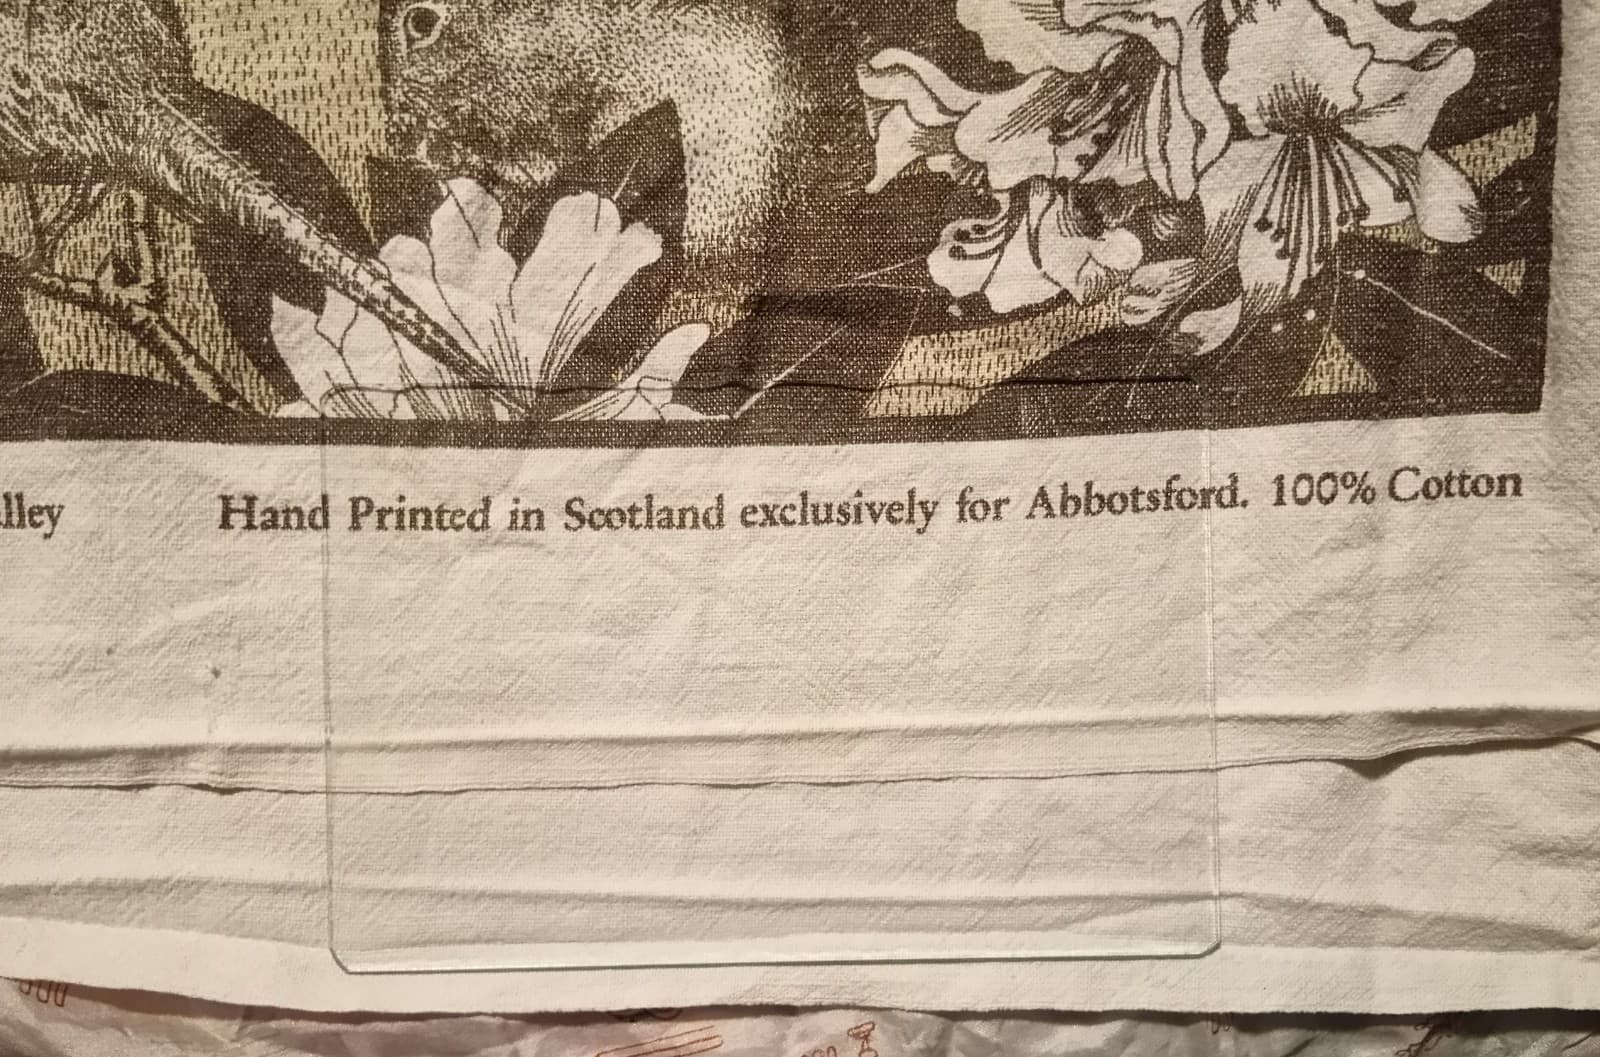 lley Hand Printed in Scotland exclusively for Abbotsford. 100% Cotton